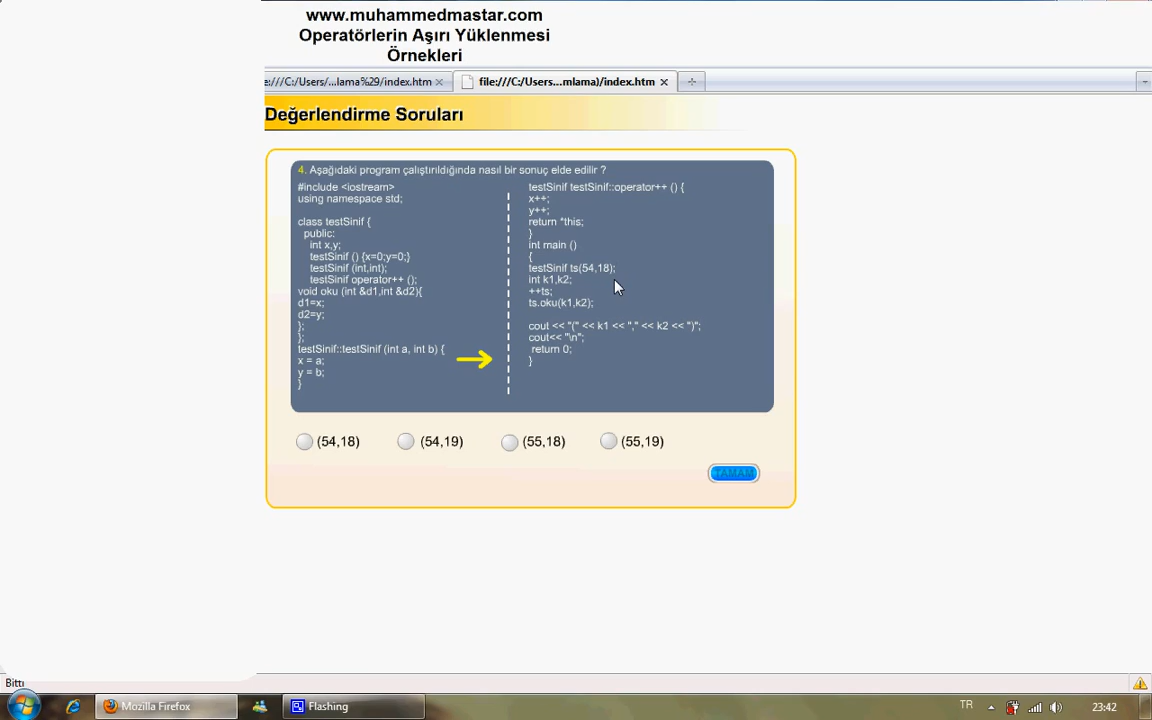 www.muhammedmastar.com
Operatörlerin Aşırı Yüklenmesi
Örnekleri
e:///C:/Users/...lama%29/index.htm
file:///C:/Users...mlama)/index.htm
Değerlendirme Soruları
4. Aşağıdaki program çalıştırıldığında nasıl bir sonuç elde edilir ?
#include <iostream>
using namespace std;
class testSinif {
public:
int x,y;
testSinif () {x=0;y=0;}
testSinif (int,int);
testSinif operator++ ();
void oku (int &d1,int &d2){
d1=x;
d2=y;
};
};
testSinif::testSinif (int a, int b) {
x = a;
y = b;
}
testSinif testSinif::operator++ () {
x++;
y++;
return *this;
}
int main ()
{
testSinif ts(54,18);
int k1,k2;
++ts;
ts.oku(k1,k2);
cout << "(" << k1 << "," << k2 << ")";
cout<< "\n";
return 0;
}
(54,18)
(54,19)
(55,18)
(55,19)
TAMAM
Bitti
Mozilla Firefox
Flashing
TR
23:42